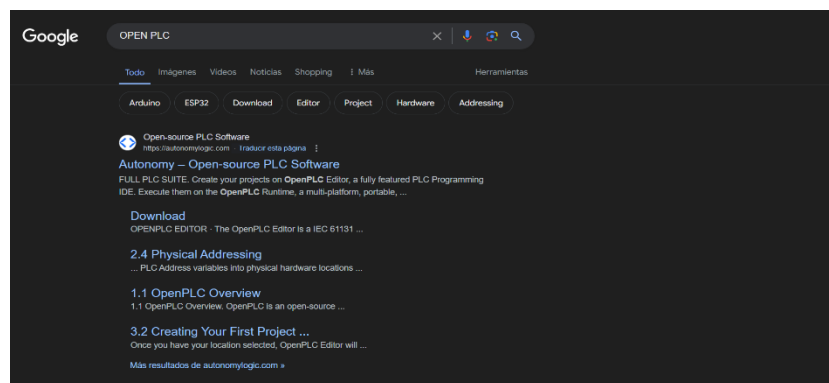 Google
OPEN PLC
Todo Imágenes Videos Noticias Shopping Más Herramientas
Arduino ESP32 Download Editor Project Hardware Addressing
Open-source PLC Software
https://autonomylogic.com · Traducir esta página
Autonomy – Open-source PLC Software
FULL PLC SUITE. Create your projects on OpenPLC Editor, a fully featured PLC Programming
IDE. Execute them on the OpenPLC Runtime, a multi-platform, portable, ...
Download
OPENPLC EDITOR · The OpenPLC Editor is a IEC 61131 ...
2.4 Physical Addressing
... PLC Address variables into physical hardware locations ...
1.1 OpenPLC Overview
1.1 OpenPLC Overview. OpenPLC is an open-source ...
3.2 Creating Your First Project ...
Once you have your location selected, OpenPLC Editor will ...
Más resultados de autonomylogic.com »